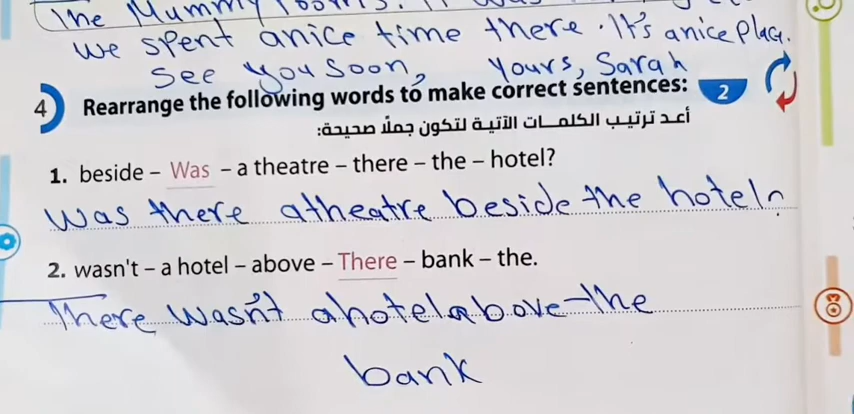 The Mummy rooms. It was
We spent anice time there. It's anice place.
See you soon, Yours, Sarah
4 Rearrange the following words to make correct sentences: 2
أعد ترتيب الكلمات الآتية لتكون جملًا صحيحة:
1. beside – Was – a theatre – there – the – hotel?
Was there atheatre beside the hotel?
2. wasn't – a hotel – above – There – bank – the.
There wasn't ahotel above the
bank